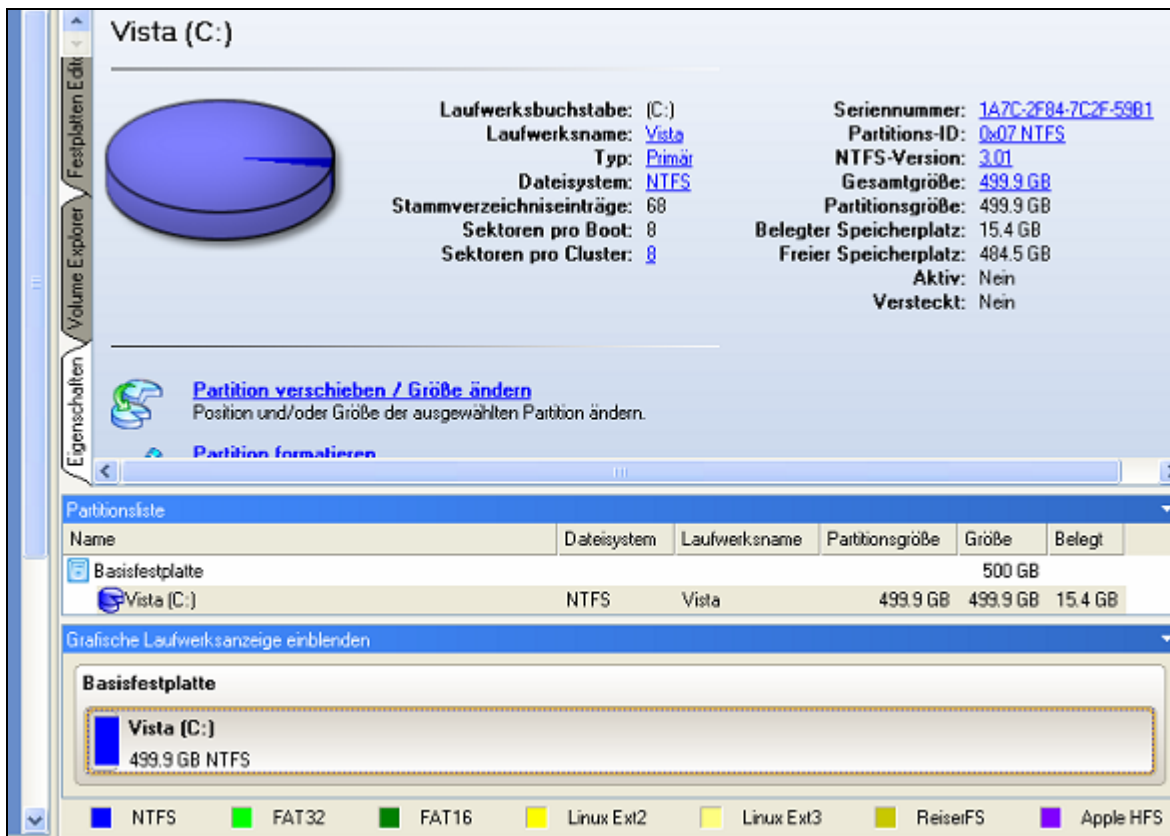 Vista (C:)
Festplatten Edito
Volume Explorer
Eigenschaften
Laufwerksbuchstabe: (C:)
Laufwerksname: Vista
Typ: Primär
Dateisystem: NTFS
Stammverzeichniseinträge: 68
Sektoren pro Boot: 8
Sektoren pro Cluster: 8
Seriennummer: 1A7C-2F84-7C2F-59B1
Partitions-ID: 0x07 NTFS
NTFS-Version: 3.01
Gesamtgröße: 499.9 GB
Partitionsgröße: 499.9 GB
Belegter Speicherplatz: 15.4 GB
Freier Speicherplatz: 484.5 GB
Aktiv: Nein
Versteckt: Nein
Partition verschieben / Größe ändern
Position und/oder Größe der ausgewählten Partition ändern.
Partition formatieren
Partitionsliste
Name Dateisystem Laufwerksname Partitionsgröße Größe Belegt
Basisfestplatte 500 GB
Vista (C:) NTFS Vista 499.9 GB 499.9 GB 15.4 GB
Grafische Laufwerksanzeige einblenden
Basisfestplatte
Vista (C:)
499.9 GB NTFS
NTFS FAT32 FAT16 Linux Ext2 Linux Ext3 ReiserFS Apple HFS